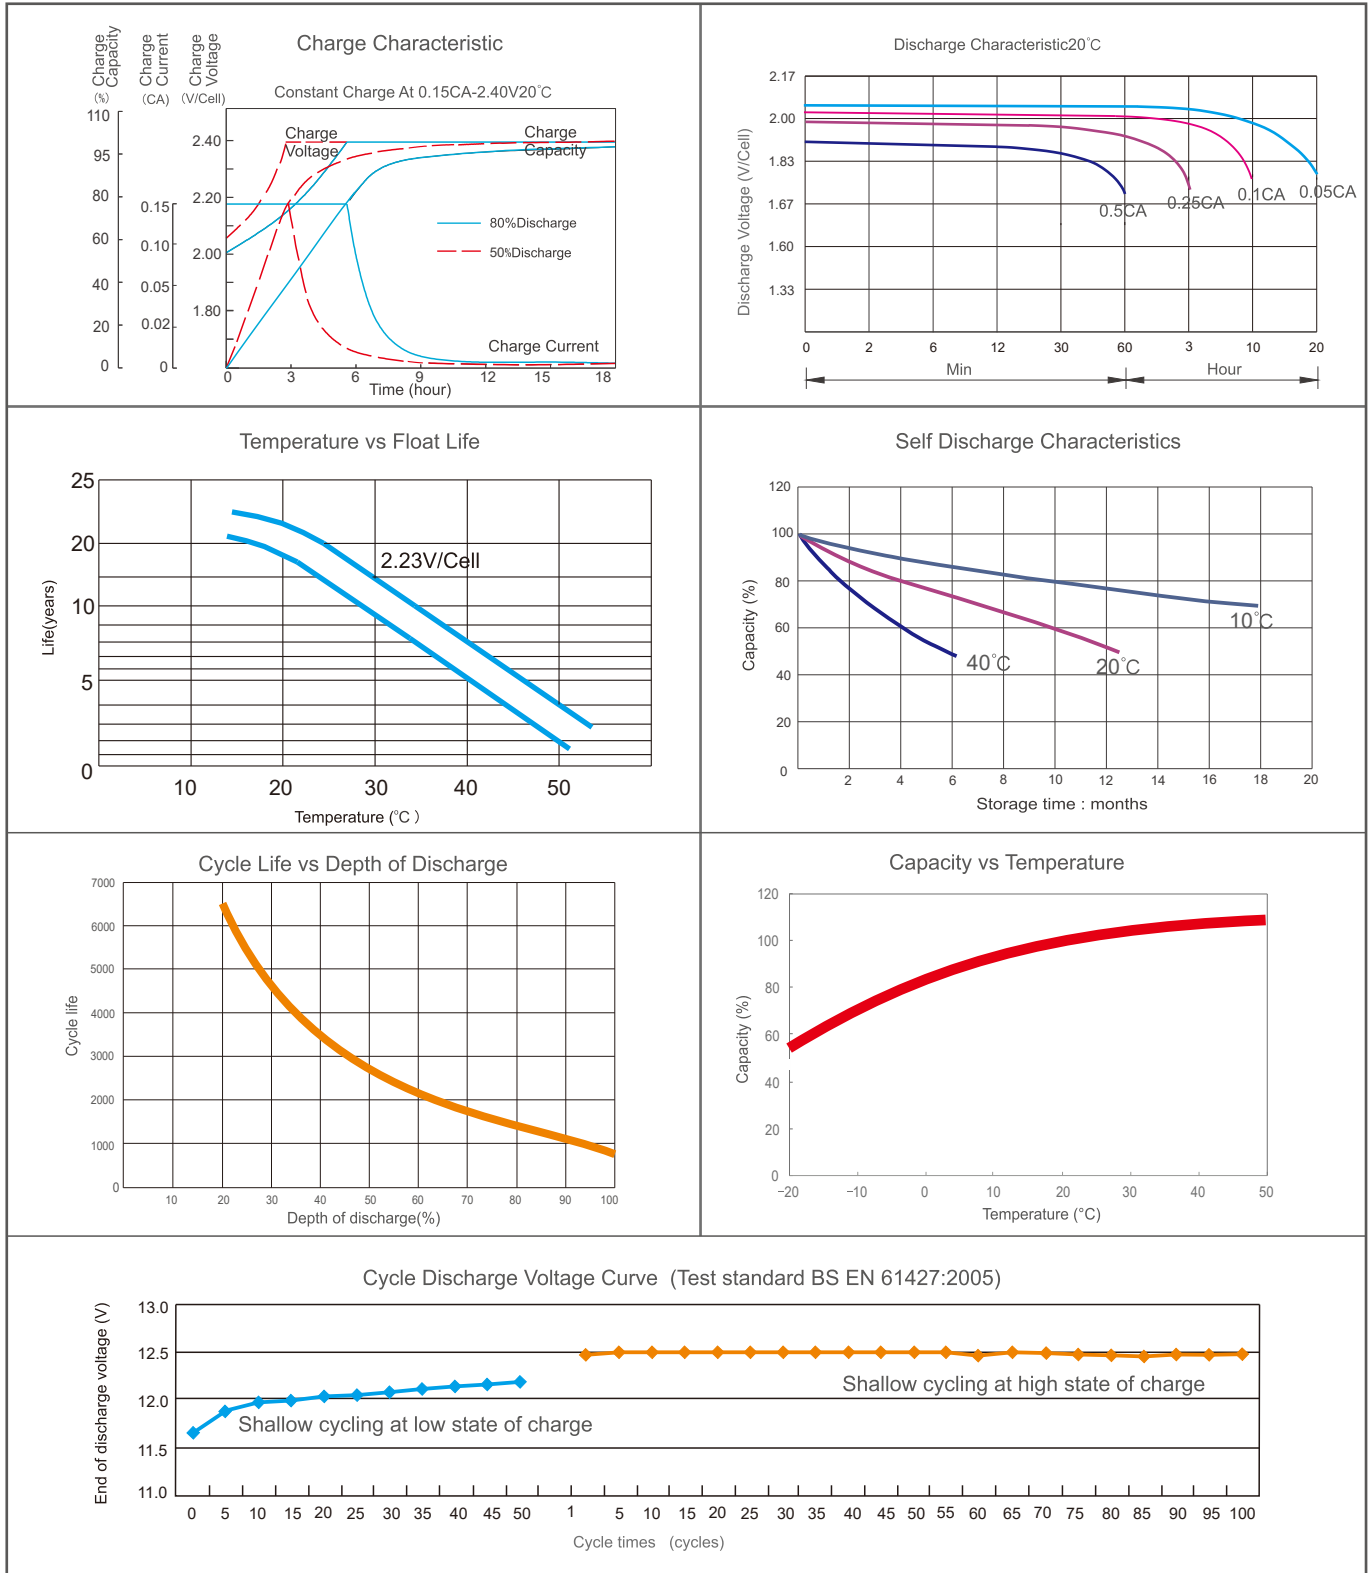 Charge Characteristic
Charge Capacity
Charge Current
Charge Voltage
(%)
(CA)
(V/Cell)
Constant Charge At 0.15CA-2.40V20°C
110
95
80
60
40
20
0
0.15
0.10
0.05
0.02
0
2.40
2.20
2.00
1.80
Charge
Voltage
Charge
Capacity
80%Discharge
50%Discharge
Charge Current
0 3 6 9 12 15 18
Time (hour)
Discharge Characteristic20°C
Discharge Voltage (V/Cell)
2.17
2.00
1.83
1.67
1.60
1.33
0.5CA
0.25CA
0.1CA
0.05CA
0 2 6 12 30 60 3 10 20
Min
Hour
Temperature vs Float Life
Life(years)
25
20
10
5
0
2.23V/Cell
10 20 30 40 50
Temperature (°C )
Self Discharge Characteristics
Capacity (%)
120
100
80
60
40
20
0
10°C
20°C
40°C
2 4 6 8 10 12 14 16 18 20
Storage time : months
Cycle Life vs Depth of Discharge
Cycle life
7000
6000
5000
4000
3000
2000
1000
0
10 20 30 40 50 60 70 80 90 100
Depth of discharge(%)
Capacity vs Temperature
Capacity (%)
120
100
80
60
40
20
0
−20 −10 0 10 20 30 40 50
Temperature (°C)
Cycle Discharge Voltage Curve (Test standard BS EN 61427:2005)
End of discharge voltage (V)
13.0
12.5
12.0
11.5
11.0
Shallow cycling at high state of charge
Shallow cycling at low state of charge
0 5 10 15 20 25 30 35 40 45 50 1 5 10 15 20 25 30 35 40 45 50 55 60 65 70 75 80 85 90 95 100
Cycle times (cycles)